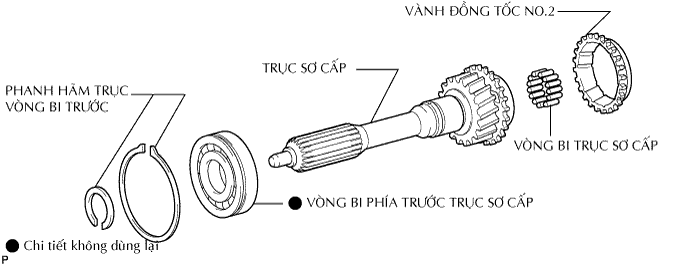 VÀNH ĐỒNG TỐC NO.2
TRỤC SƠ CẤP
PHANH HÃM TRỤC
VÒNG BI TRƯỚC
VÒNG BI TRỤC SƠ CẤP
● VÒNG BI PHÍA TRƯỚC TRỤC SƠ CẤP
● Chi tiết không dùng lại
P